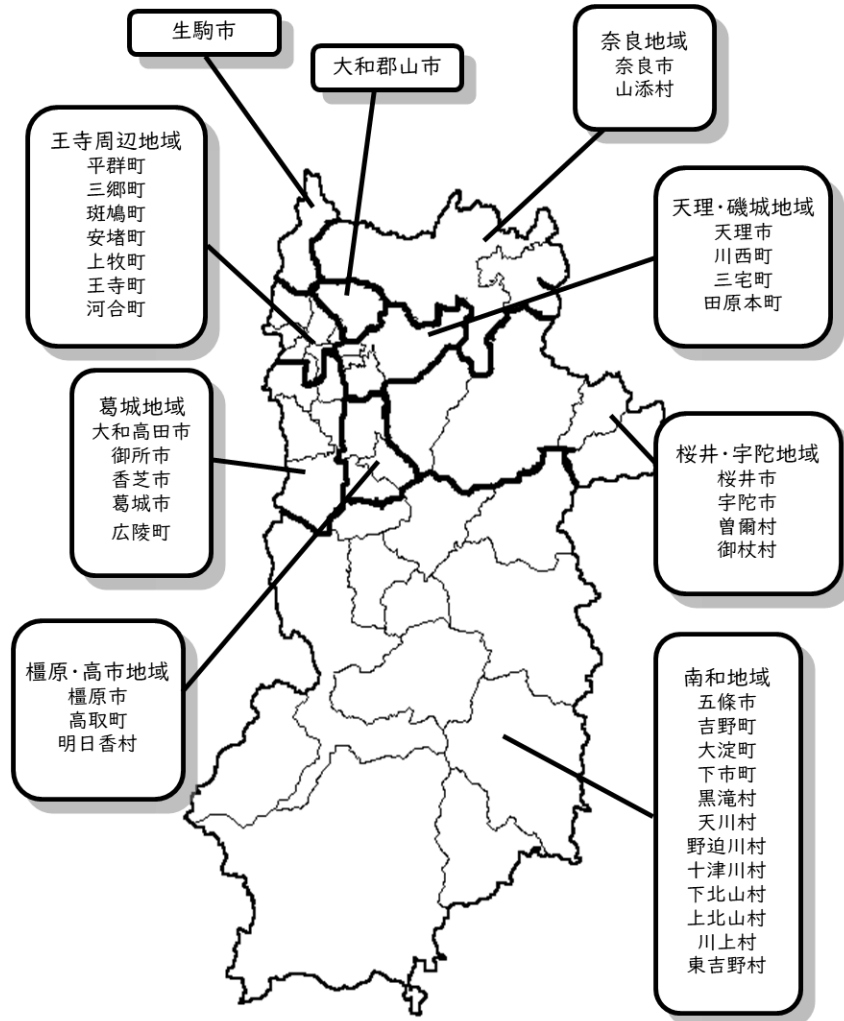 生駒市
大和郡山市
奈良地域
奈良市
山添村
王寺周辺地域
平群町
三郷町
斑鳩町
安堵町
上牧町
王寺町
河合町
天理・磯城地域
天理市
川西町
三宅町
田原本町
葛城地域
大和高田市
御所市
香芝市
葛城市
広陵町
桜井・宇陀地域
桜井市
宇陀市
曽爾村
御杖村
橿原・高市地域
橿原市
高取町
明日香村
南和地域
五條市
吉野町
大淀町
下市町
黒滝村
天川村
野迫川村
十津川村
下北山村
上北山村
川上村
東吉野村